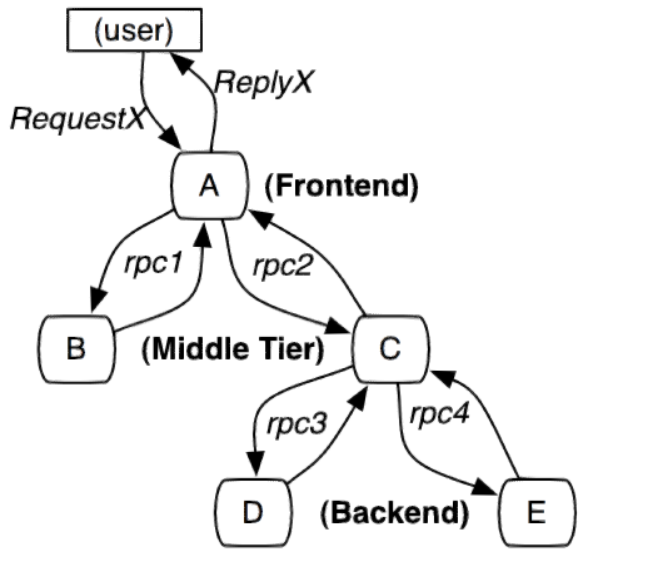 (user)
ReplyX
RequestX
A (Frontend)
rpc1 rpc2
B (Middle Tier) C
rpc3 rpc4
D (Backend) E